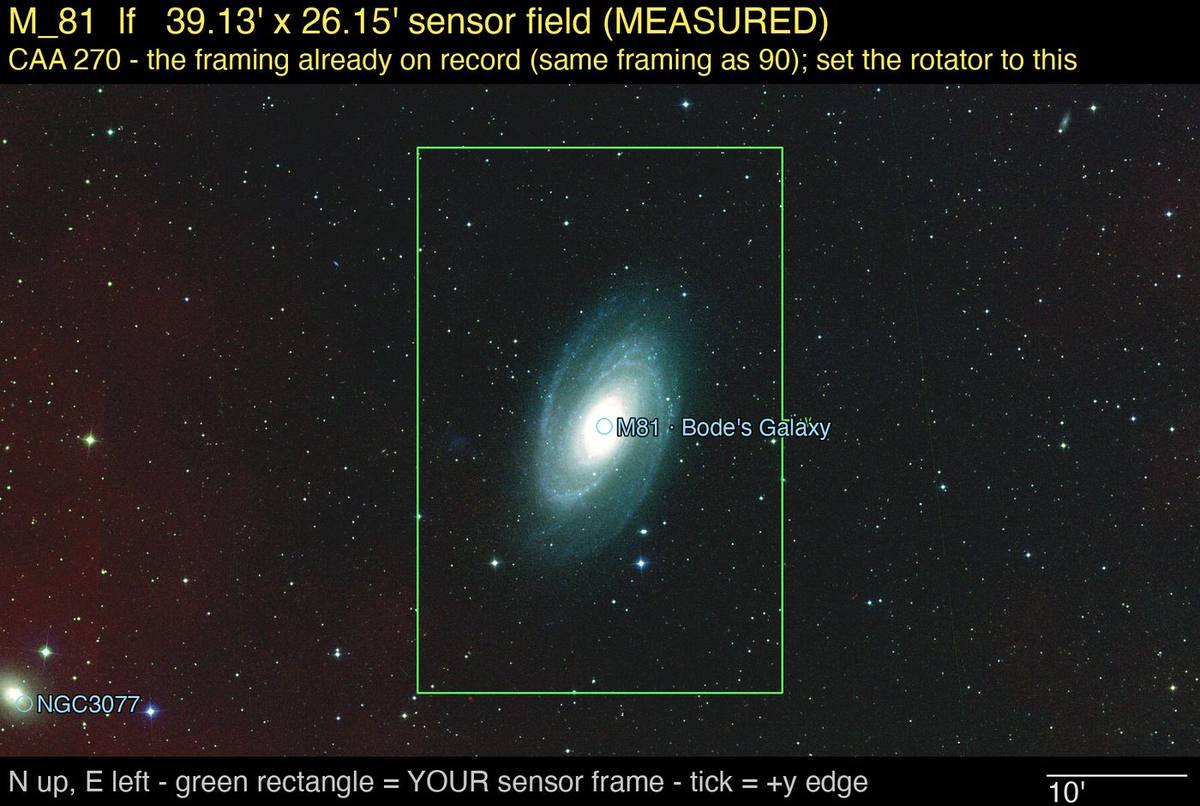 M_81 lf 39.13' x 26.15' sensor field (MEASURED)
CAA 270 - the framing already on record (same framing as 90); set the rotator to this
M81 · Bode's Galaxy
NGC3077
N up, E left - green rectangle = YOUR sensor frame - tick = +y edge
10'